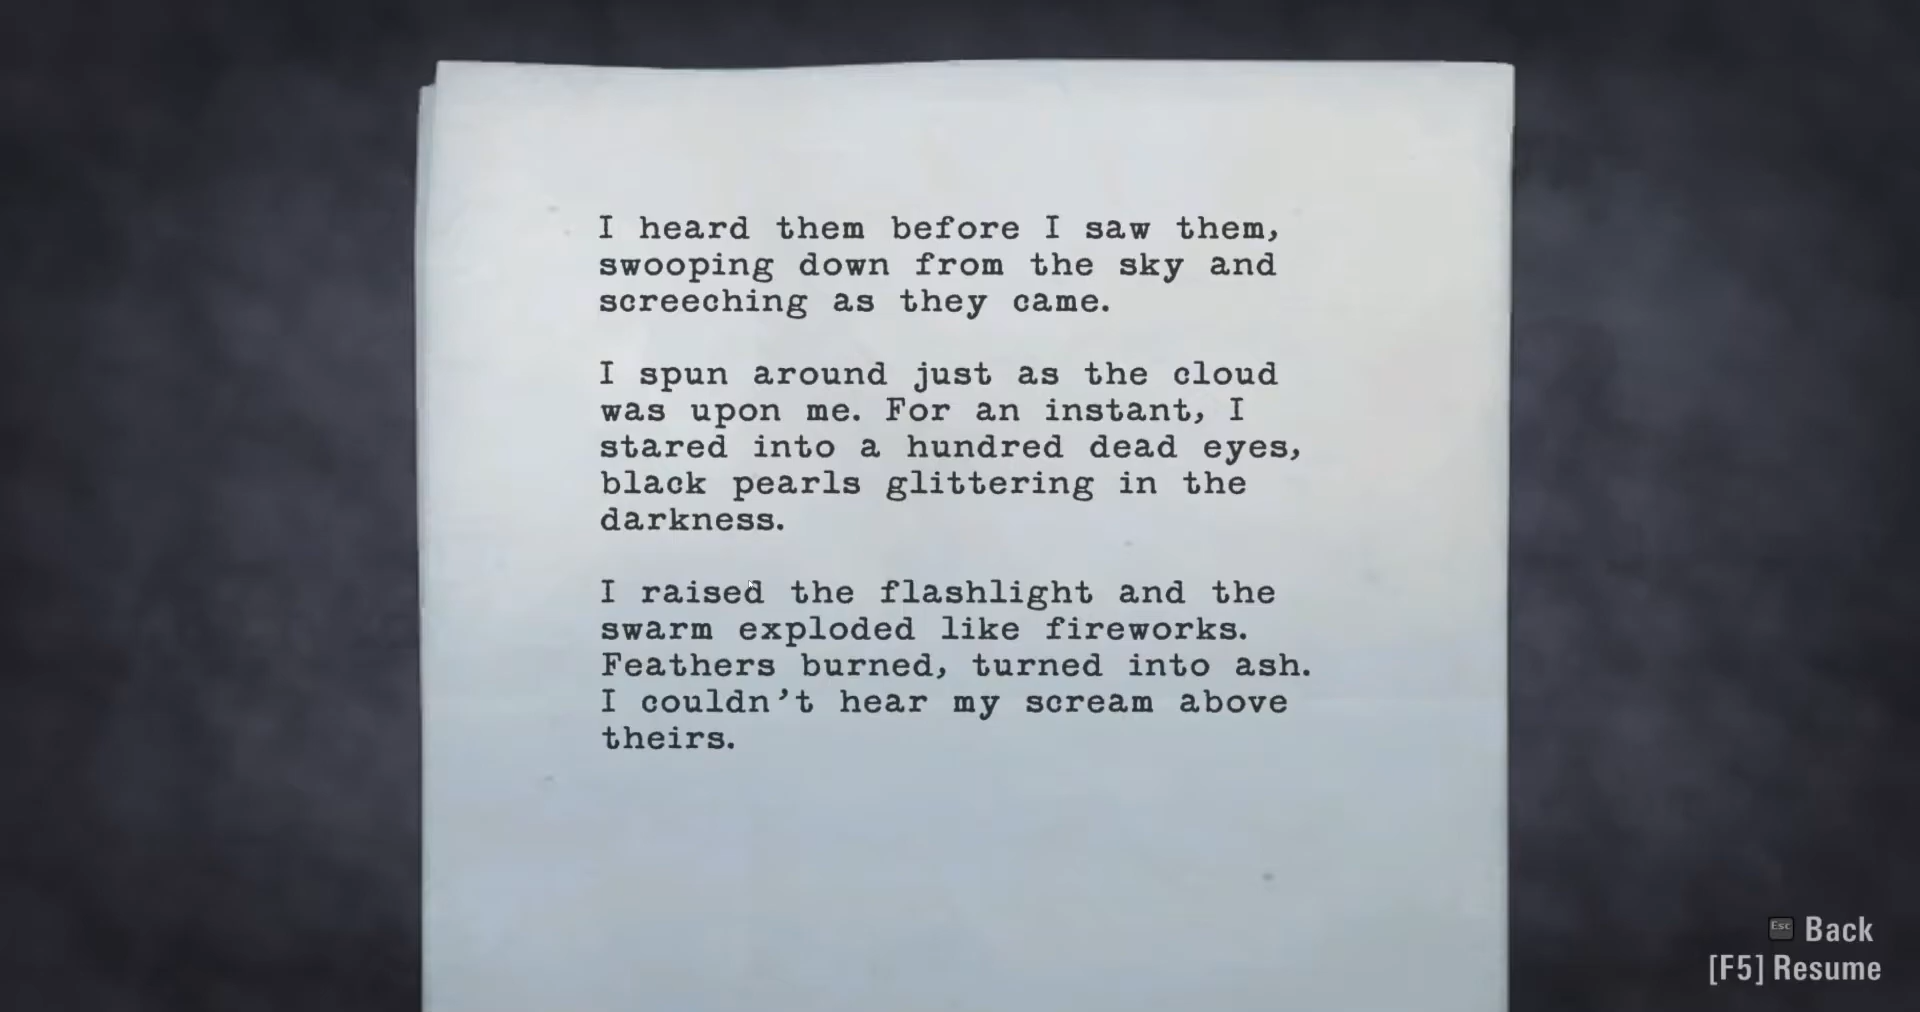 I heard them before I saw them,
swooping down from the sky and
screeching as they came.
I spun around just as the cloud
was upon me. For an instant, I
stared into a hundred dead eyes,
black pearls glittering in the
darkness.
I raised the flashlight and the
swarm exploded like fireworks.
Feathers burned, turned into ash.
I couldn't hear my scream above
theirs.
Esc Back
[F5] Resume